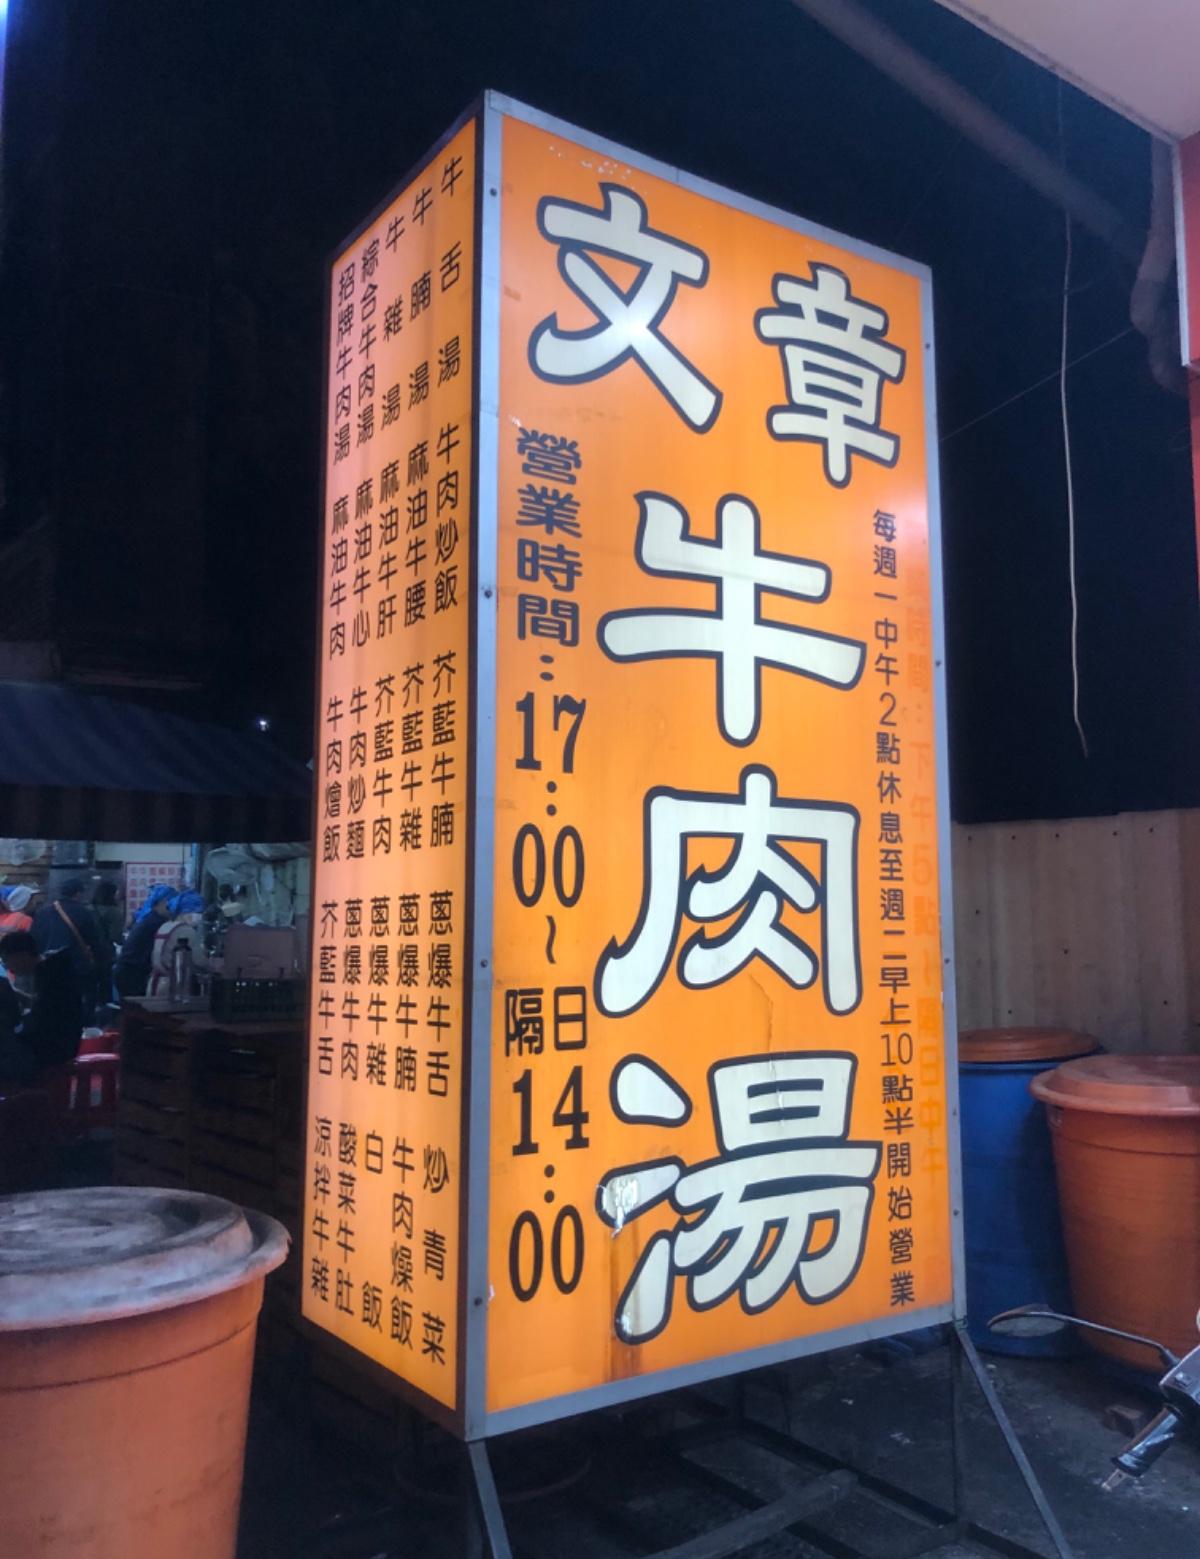 文章
牛肉湯
營業時間：17：00～隔日14：00
每週一中午2點休息至週二早上10點半開始營業
牛舌湯 牛肉炒飯 芥藍牛腩 蔥爆牛舌 炒青菜
牛腩湯 麻油牛腰 芥藍牛雜 蔥爆牛腩 牛肉燥飯
牛雜湯 麻油牛肝 芥藍牛肉 蔥爆牛雜 白飯
綜合牛肉湯 麻油牛心 牛肉炒麵 蔥爆牛肉 酸菜牛肚
招牌牛肉湯 麻油牛肉 牛肉燴飯 芥藍牛舌 涼拌牛雜